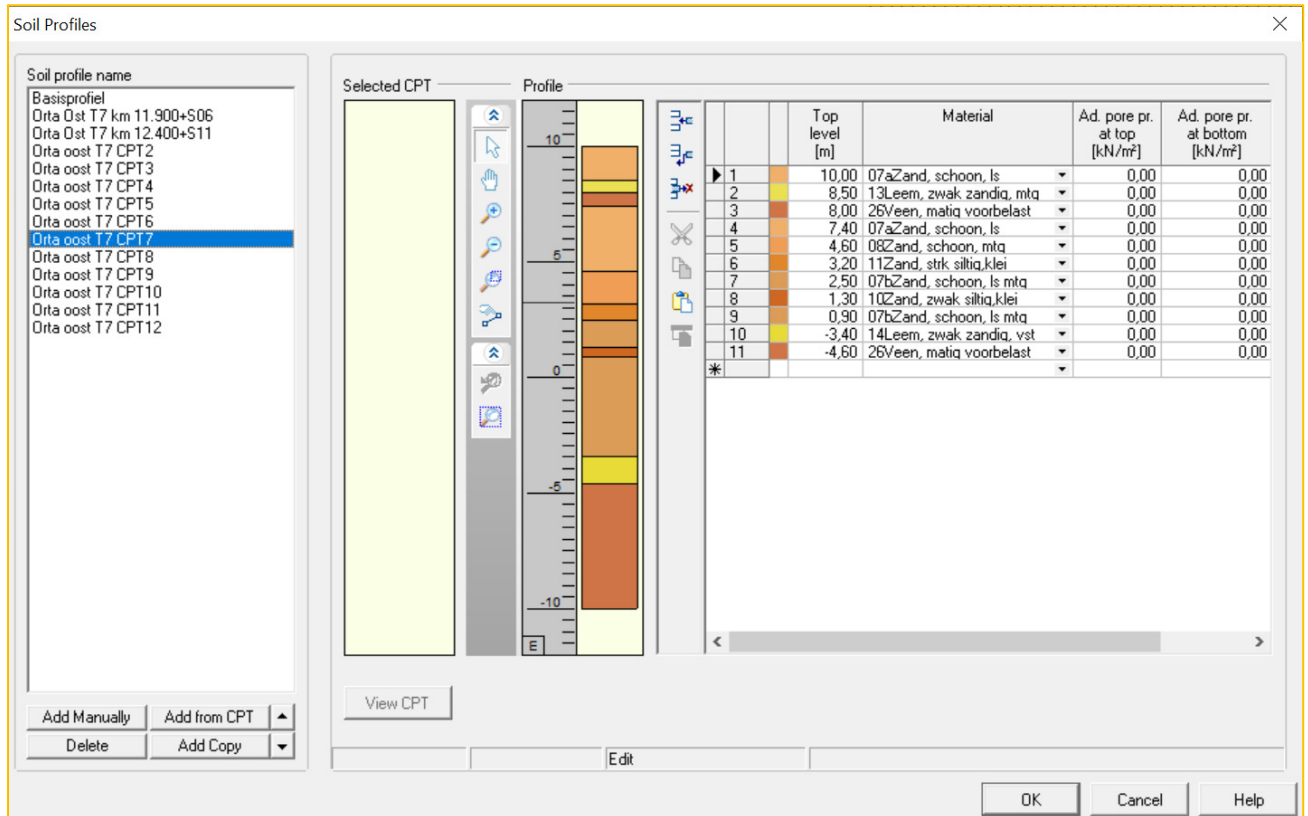 Soil Profiles
Soil profile name
Basisprofiel
Orta Ost T7 km 11.900+S06
Orta Ost T7 km 12.400+S11
Orta oost T7 CPT2
Orta oost T7 CPT3
Orta oost T7 CPT4
Orta oost T7 CPT5
Orta oost T7 CPT6
Orta oost T7 CPT7
Orta oost T7 CPT8
Orta oost T7 CPT9
Orta oost T7 CPT10
Orta oost T7 CPT11
Orta oost T7 CPT12
Add Manually Add from CPT
Delete Add Copy
Selected CPT Profile
10
5
0
-5
-10
E
Top level [m] Material Ad. pore pr. at top [kN/m²] Ad. pore pr. at bottom [kN/m²]
1 10,00 07aZand, schoon, ls 0,00 0,00
2 8,50 13Leem, zwak zandig, mtg 0,00 0,00
3 8,00 26Veen, matig voorbelast 0,00 0,00
4 7,40 07aZand, schoon, ls 0,00 0,00
5 4,60 08Zand, schoon, mtg 0,00 0,00
6 3,20 11Zand, strk siltig,klei 0,00 0,00
7 2,50 07bZand, schoon, ls mtg 0,00 0,00
8 1,30 10Zand, zwak siltig,klei 0,00 0,00
9 0,90 07bZand, schoon, ls mtg 0,00 0,00
10 -3,40 14Leem, zwak zandig, vst 0,00 0,00
11 -4,60 26Veen, matig voorbelast 0,00 0,00
View CPT
Edit
OK Cancel Help